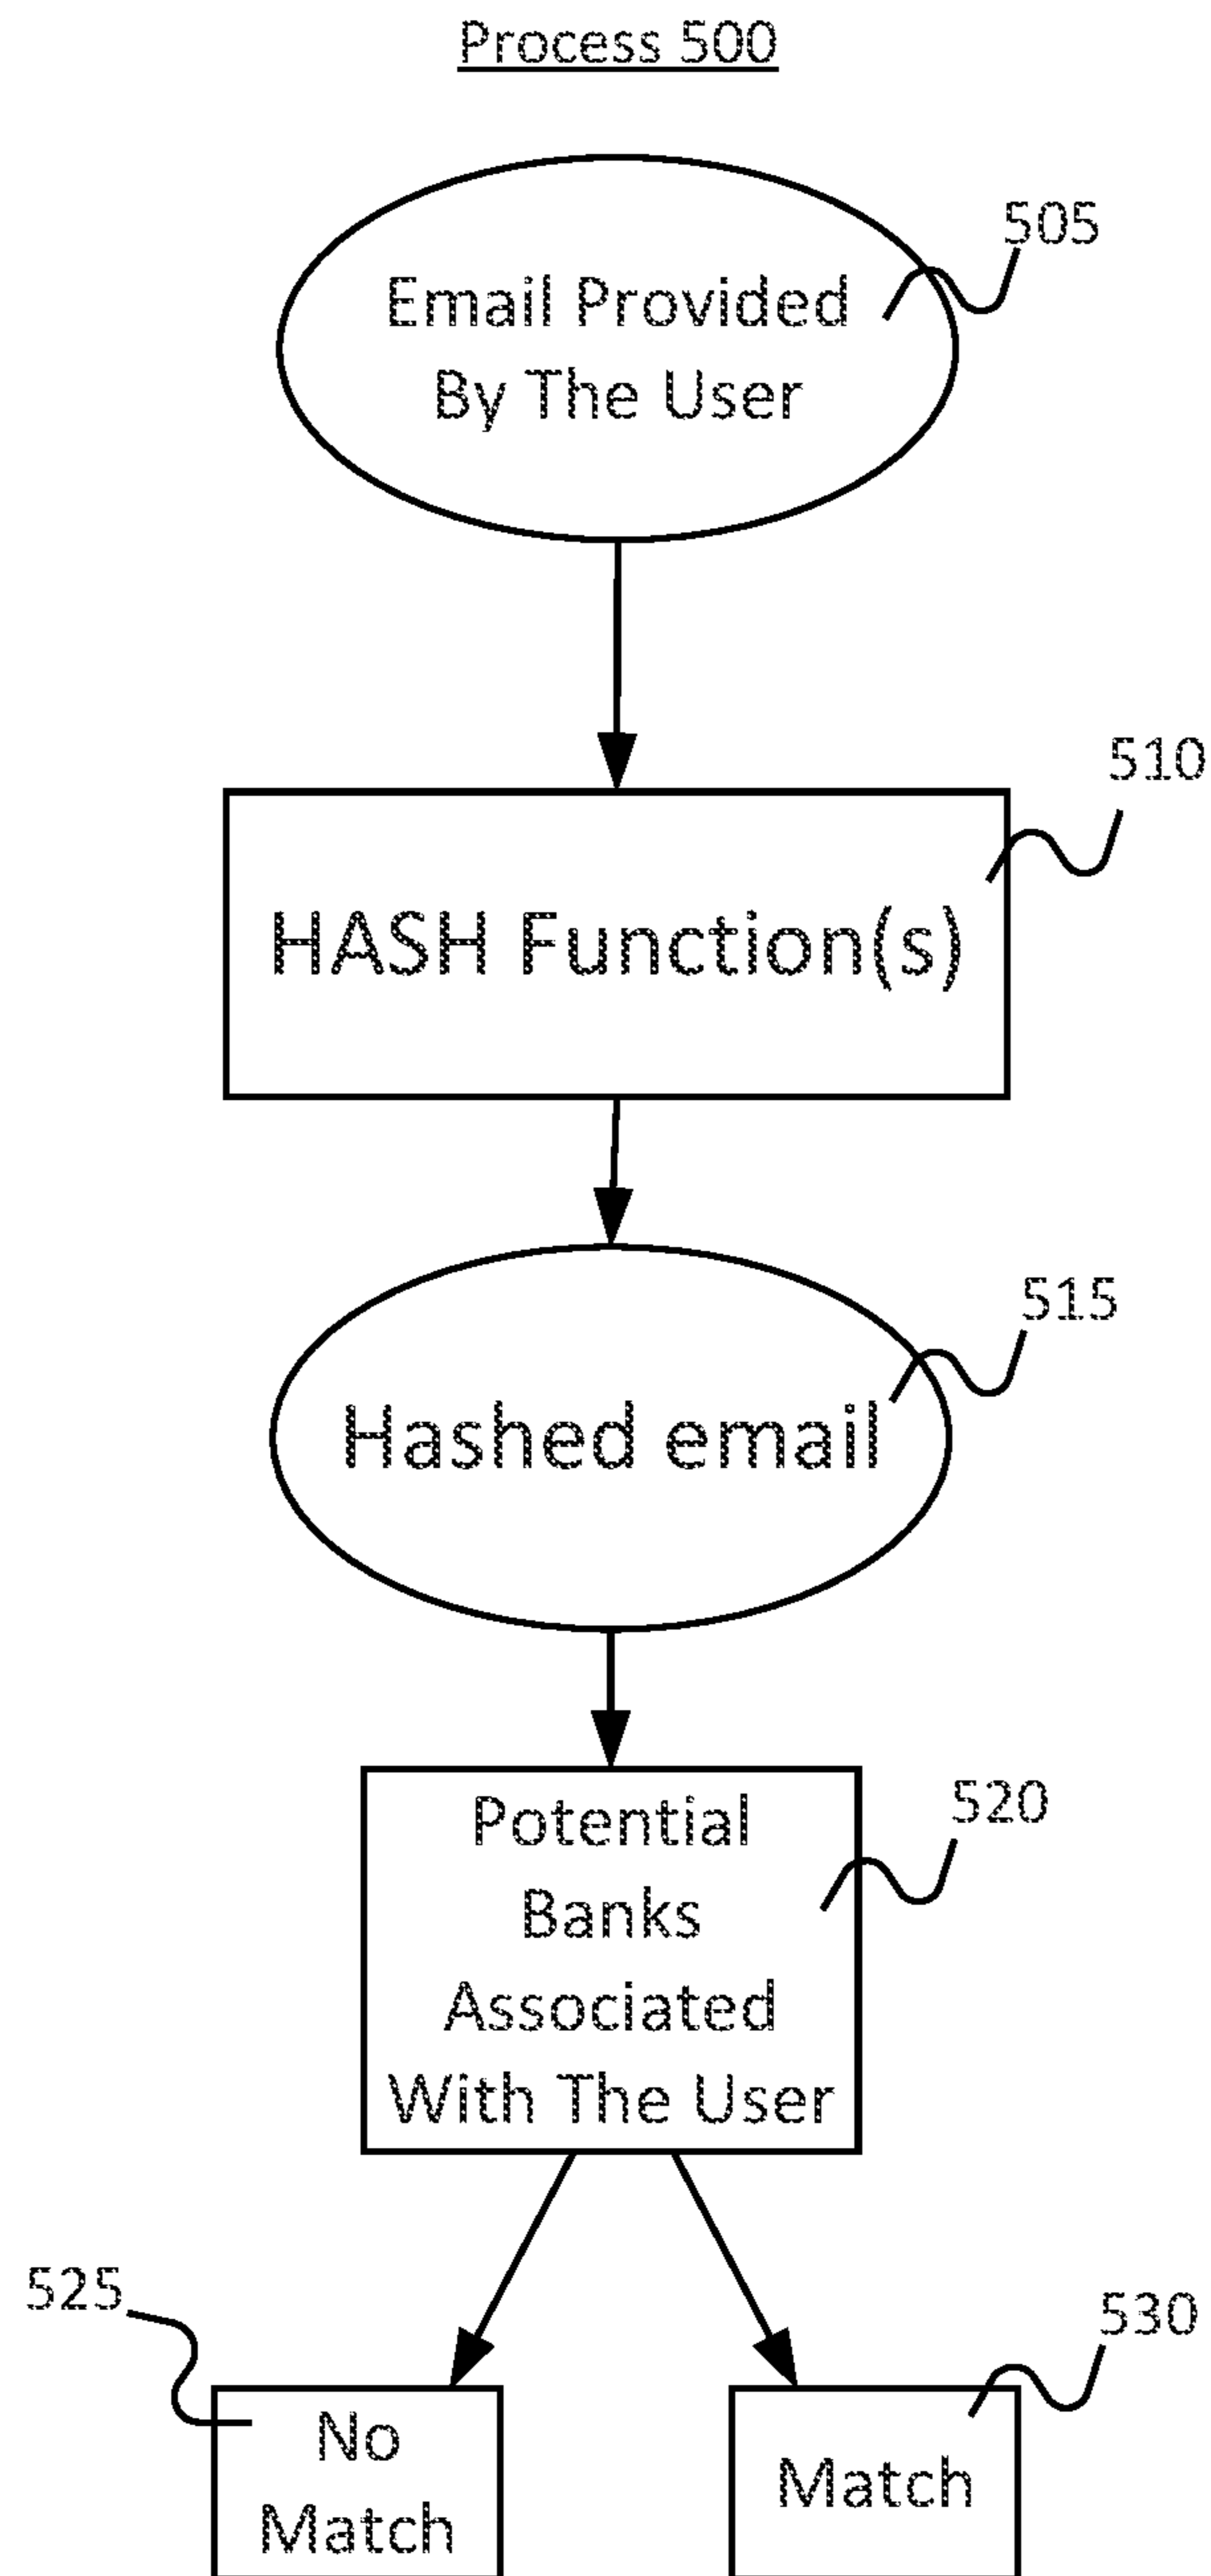 Process 500
505
Email Provided
By The User
510
HASH Function(s)
515
Hashed email
520
Potential
Banks
Associated
With The User
525
530
No
Match
Match